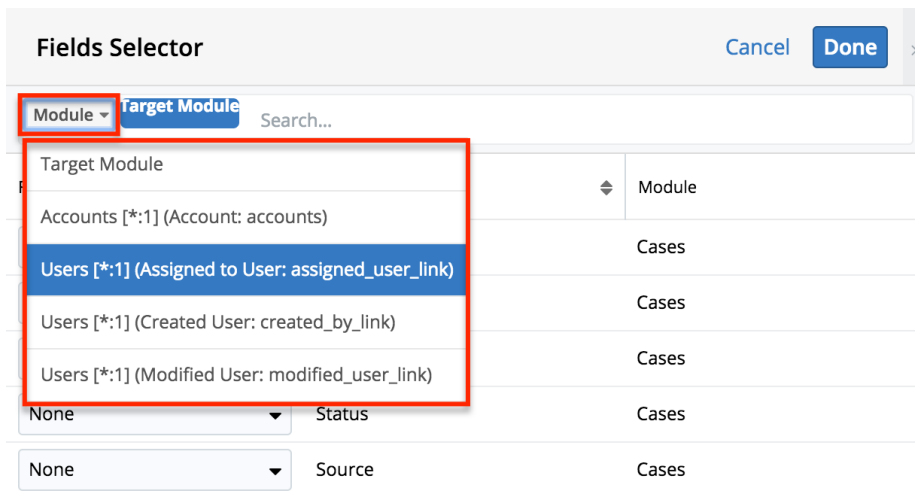 Fields Selector
Cancel
Done
Module
Target Module
Search...
Target Module
Accounts [*:1] (Account: accounts)
Users [*:1] (Assigned to User: assigned_user_link)
Users [*:1] (Created User: created_by_link)
Users [*:1] (Modified User: modified_user_link)
Module
Cases
Cases
Cases
None Status Cases
None Source Cases